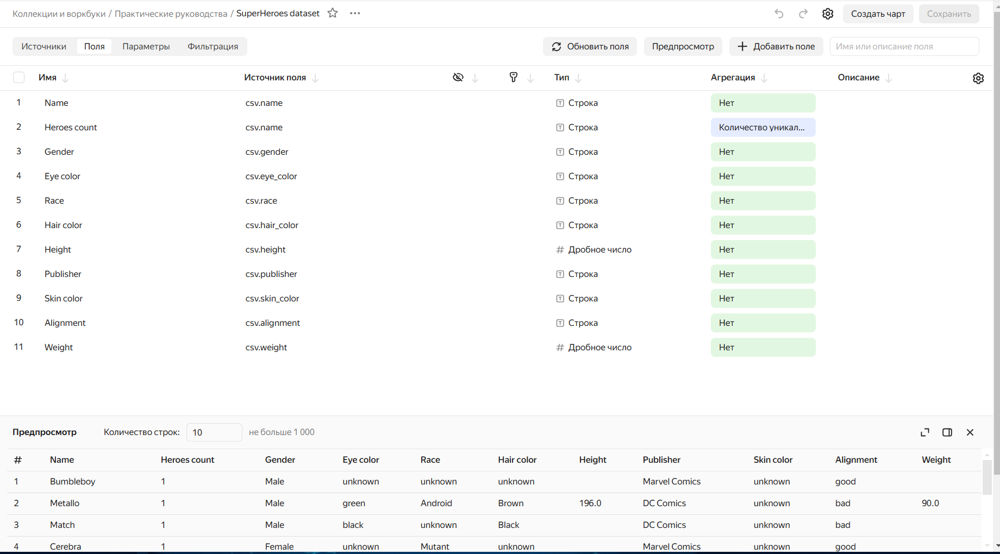 Коллекции и воркбуки / Практические руководства / SuperHeroes dataset
Создать чарт Сохранить
Источники Поля Параметры Фильтрация Обновить поля Предпросмотр Добавить поле Имя или описание поля
Имя Источник поля Тип Агрегация Описание
1 Name csv.name Строка Нет
2 Heroes count csv.name Строка Количество уникал...
3 Gender csv.gender Строка Нет
4 Eye color csv.eye_color Строка Нет
5 Race csv.race Строка Нет
6 Hair color csv.hair_color Строка Нет
7 Height csv.height # Дробное число Нет
8 Publisher csv.publisher Строка Нет
9 Skin color csv.skin_color Строка Нет
10 Alignment csv.alignment Строка Нет
11 Weight csv.weight # Дробное число Нет
Предпросмотр Количество строк: 10 не больше 1 000
# Name Heroes count Gender Eye color Race Hair color Height Publisher Skin color Alignment Weight
1 Bumbleboy 1 Male unknown unknown unknown Marvel Comics unknown good
2 Metallo 1 Male green Android Brown 196.0 DC Comics unknown bad 90.0
3 Match 1 Male black unknown Black DC Comics unknown bad
4 Cerebra 1 Female unknown Mutant unknown Marvel Comics unknown good